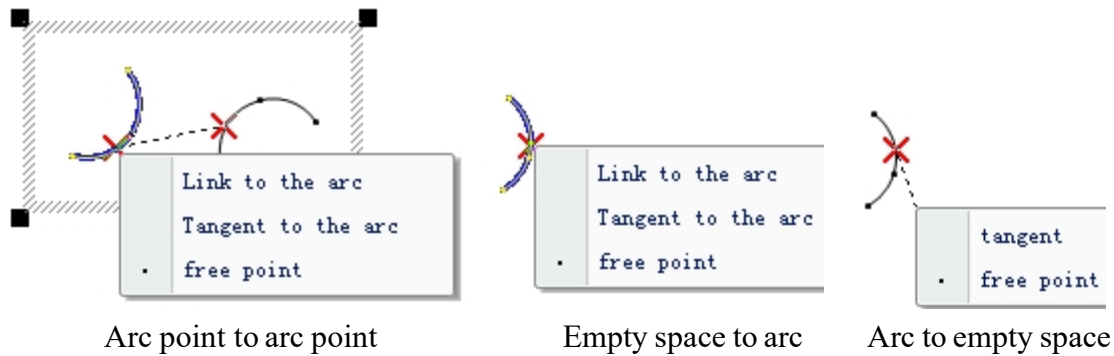 Link to the arc
Tangent to the arc
free point
Link to the arc
Tangent to the arc
free point
tangent
free point
Arc point to arc point
Empty space to arc
Arc to empty space